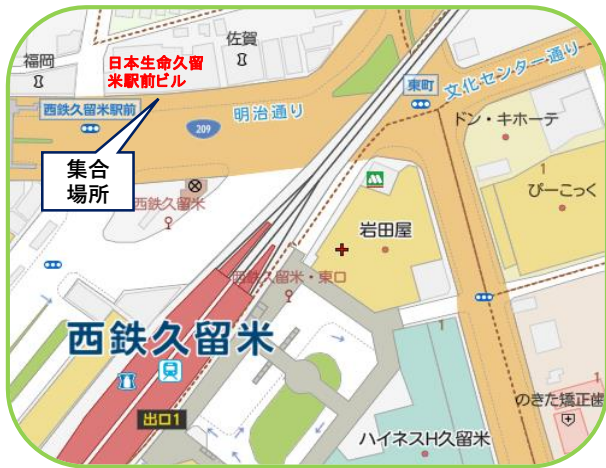 福岡
佐賀
日本生命久留
米駅前ビル
西鉄久留米駅前
209
明治通り
東町
文化センター通り
ドン・キホーテ
集合
場所
西鉄久留米
1
びーこっく
岩田屋
西鉄久留米・東口
西鉄久留米
1
1
のきた矯正歯
出口1
ハイネスH久留米